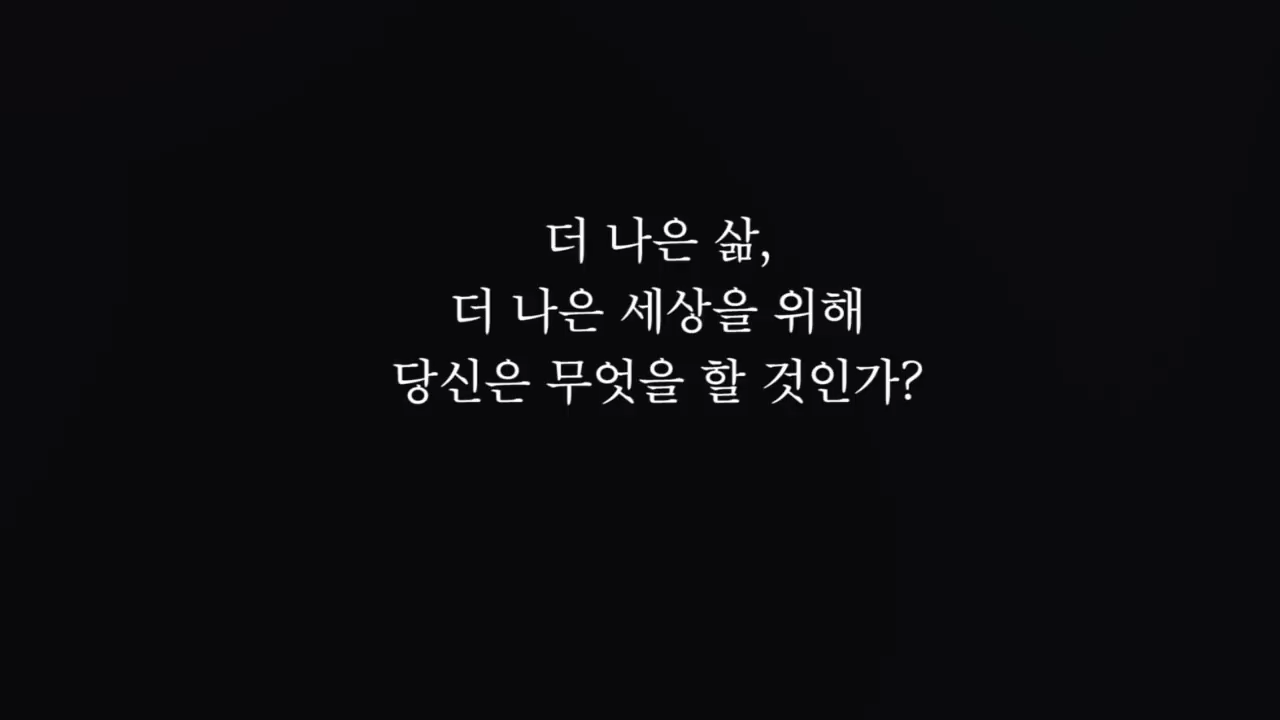 더 나은 삶,
더 나은 세상을 위해
당신은 무엇을 할 것인가?